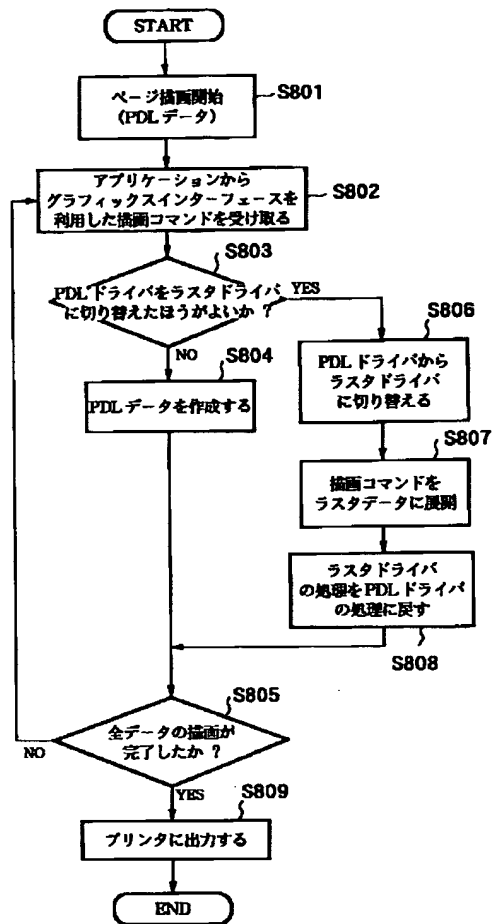 START
ページ描画開始
(PDLデータ)
S801
アプリケーションから
グラフィックスインターフェースを
利用した描画コマンドを受け取る
S802
S803
PDLドライバをラスタドライバ
に切り替えたほうがよいか ?
YES
NO
S804
PDLデータを作成する
S806
PDLドライバから
ラスタドライバ
に切り替える
S807
描画コマンドを
ラスタデータに展開
ラスタドライバ
の処理をPDLドライバ
の処理に戻す
S808
S805
全データの描画が
完了したか ?
NO
YES
S809
プリンタに出力する
END